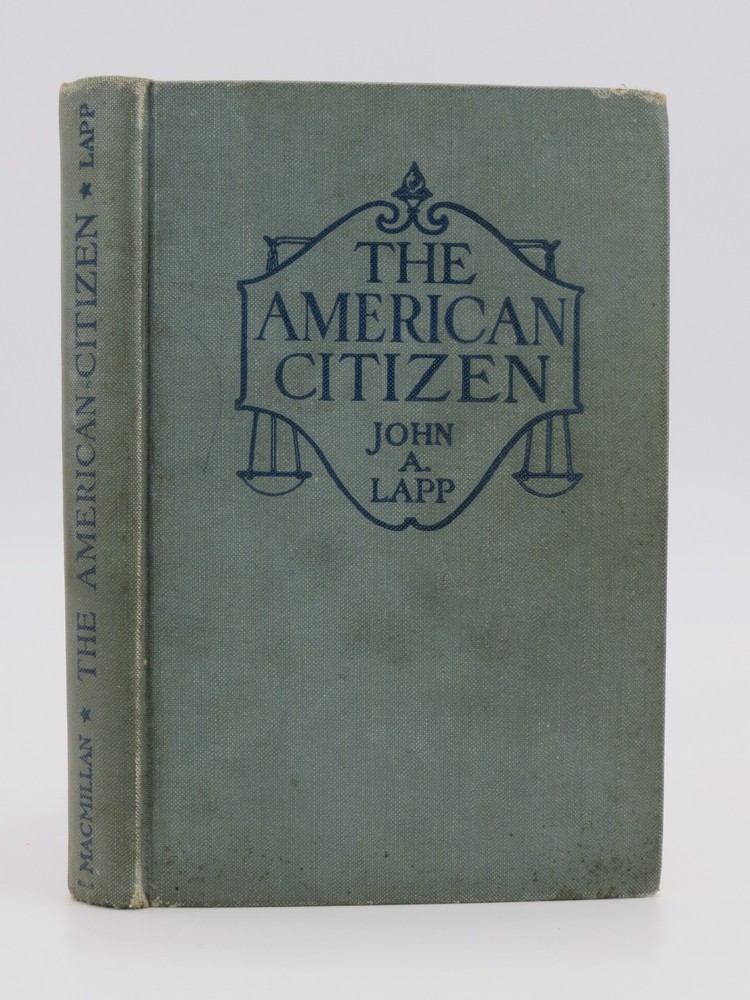 THE
AMERICAN
CITIZEN
JOHN
A.
LAPP
MACMILLAN ★ THE AMERICAN-CITIZEN ★ LAPP